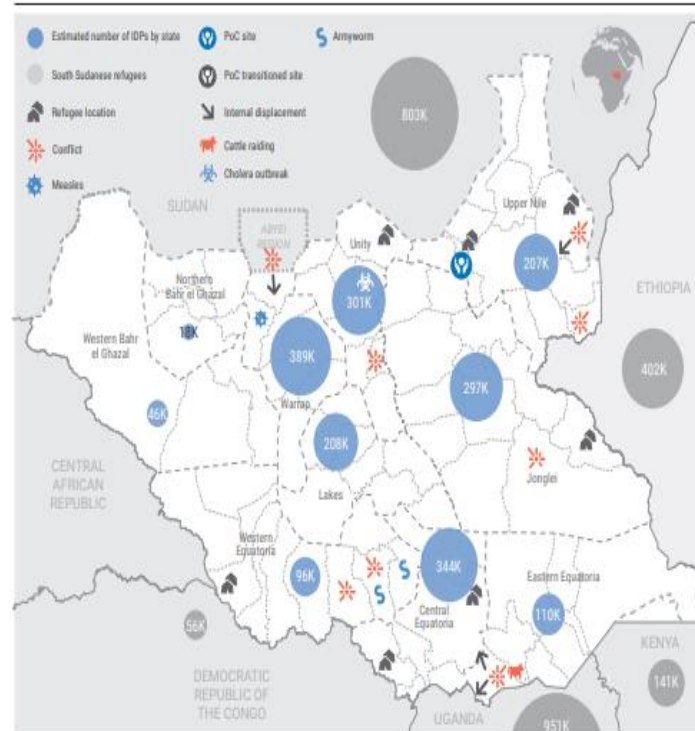 Estimated number of IDPs by state
PoC site
Armyworm
South Sudanese refugees
PoC transitioned site
Refugee location
Internal displacement
Conflict
Cattle raiding
Measles
Cholera outbreak
803K
SUDAN
ABYEI
REGION
Unity
Upper Nile
207K
ETHIOPIA
Northern
Bahr el Ghazal
301K
18K
Western Bahr
el Ghazal
389K
402K
297K
Warrap
46K
208K
CENTRAL
AFRICAN
REPUBLIC
Jonglei
Lakes
Western
Equatoria
344K
96K
Eastern Equatoria
Central
Equatoria
110K
56K
KENYA
DEMOCRATIC
REPUBLIC OF
THE CONGO
141K
UGANDA
951K